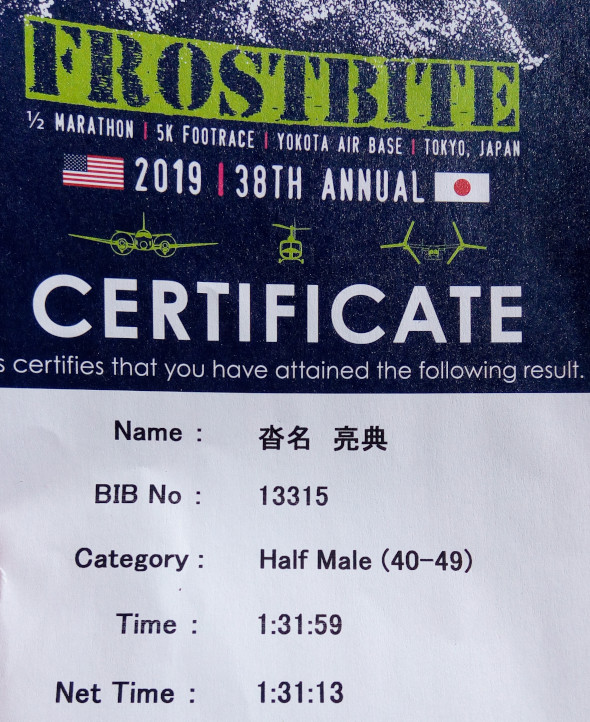 FROSTBITE
½ MARATHON | 5K FOOTRACE | YOKOTA AIR BASE | TOKYO, JAPAN
2019 | 38TH ANNUAL
CERTIFICATE
s certifies that you have attained the following result.
Name : 沓名 亮典
BIB No : 13315
Category : Half Male (40-49)
Time : 1:31:59
Net Time : 1:31:13